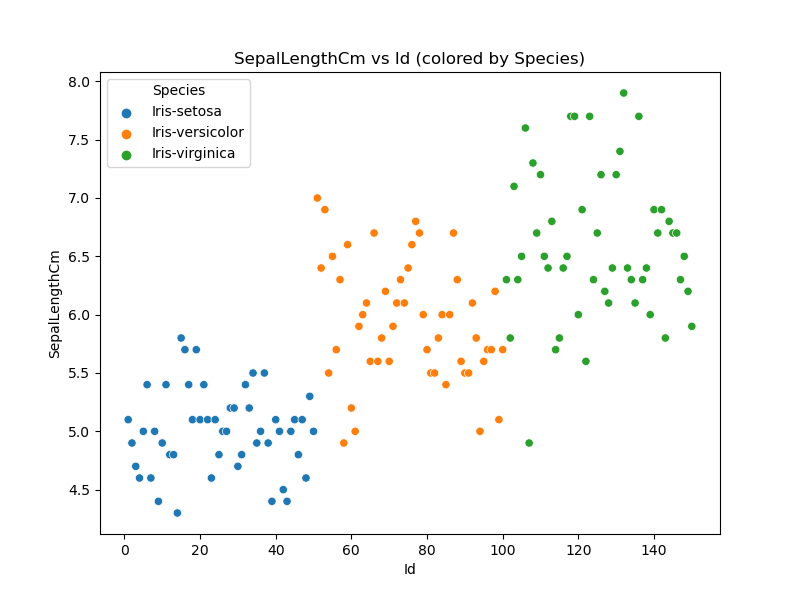 SepalLengthCm vs Id (colored by Species)
Species
Iris-setosa
Iris-versicolor
Iris-virginica
SepalLengthCm
8.0
7.5
7.0
6.5
6.0
5.5
5.0
4.5
0 20 40 60 80 100 120 140
Id